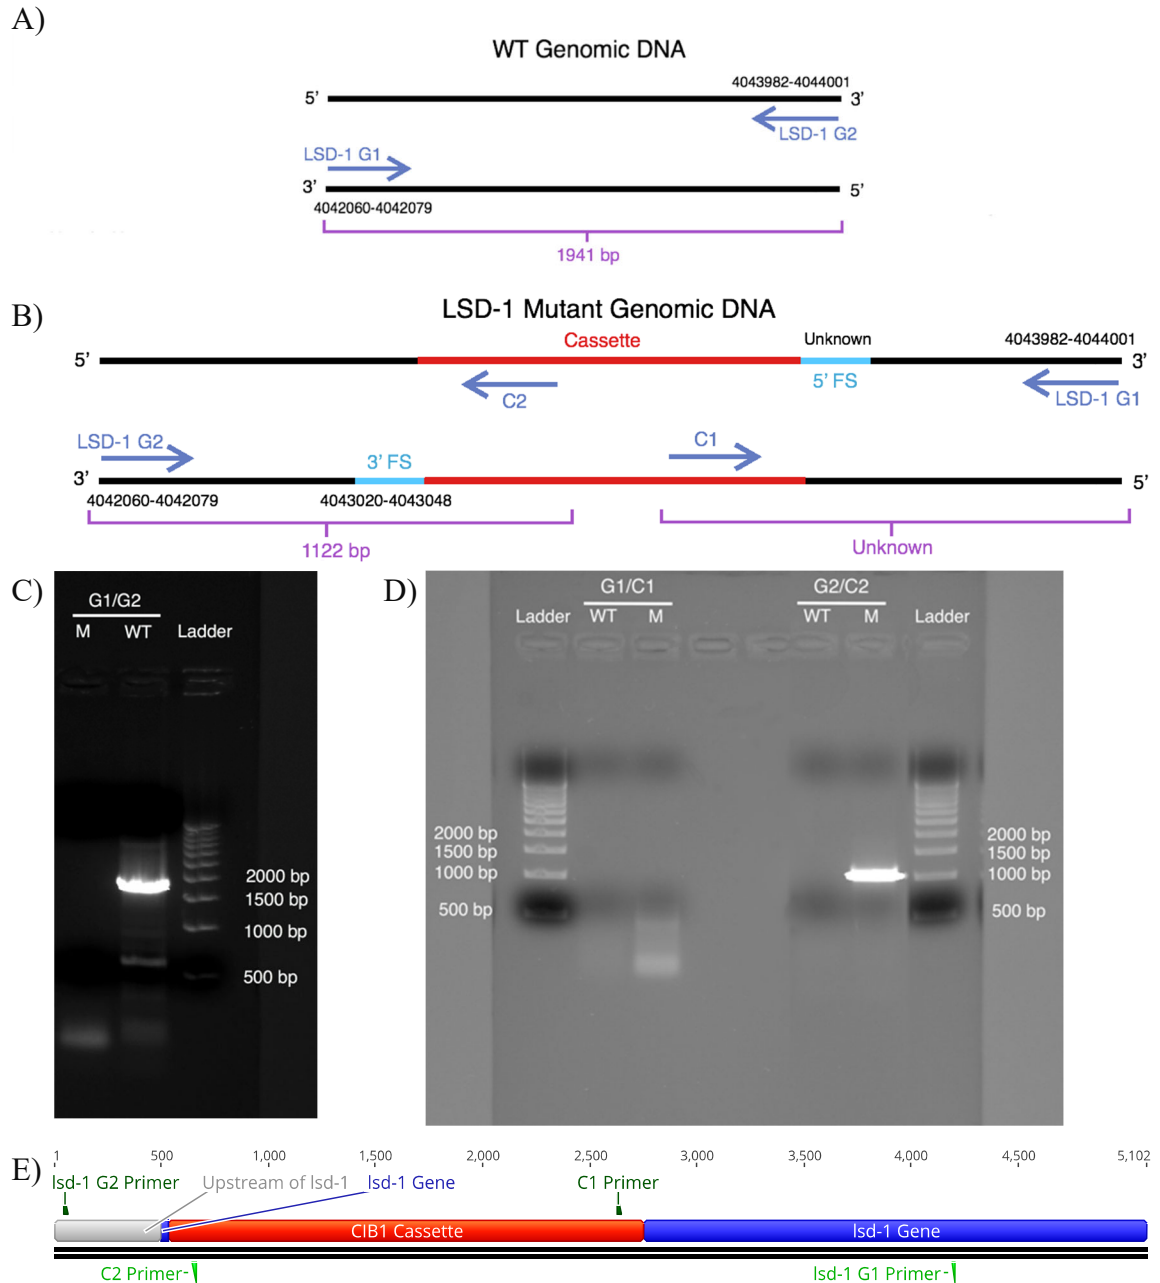 A)
WT Genomic DNA
4043982-4044001
5’ 3’
LSD-1 G2
LSD-1 G1
3’ 5’
4042060-4042079
1941 bp
B)
LSD-1 Mutant Genomic DNA
Cassette Unknown 4043982-4044001
5’ 3’
C2 5’ FS LSD-1 G1
LSD-1 G2 3’ FS C1
3’ 5’
4042060-4042079 4043020-4043048
1122 bp Unknown
C)
G1/G2
M WT Ladder
2000 bp
1500 bp
1000 bp
500 bp
D)
G1/C1 G2/C2
Ladder WT M WT M Ladder
2000 bp 2000 bp
1500 bp 1500 bp
1000 bp 1000 bp
500 bp 500 bp
E)
1 500 1,000 1,500 2,000 2,500 3,000 3,500 4,000 4,500 5,102
lsd-1 G2 Primer Upstream of lsd-1 lsd-1 Gene C1 Primer
CIB1 Cassette lsd-1 Gene
C2 Primer lsd-1 G1 Primer